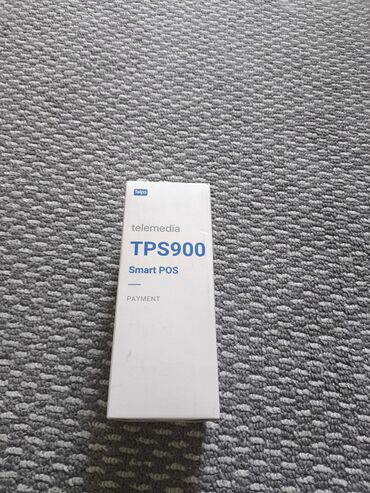 Telpo
telemedia
TPS900
Smart POS
PAYMENT